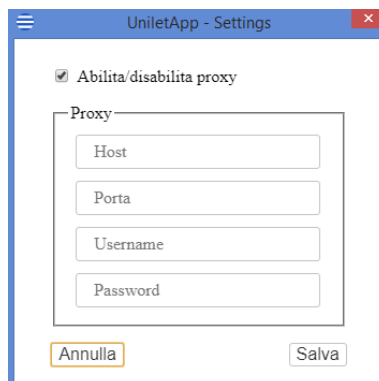 UniletApp - Settings
Abilita/disabilita proxy
Proxy
Host
Porta
Username
Password
Annulla
Salva